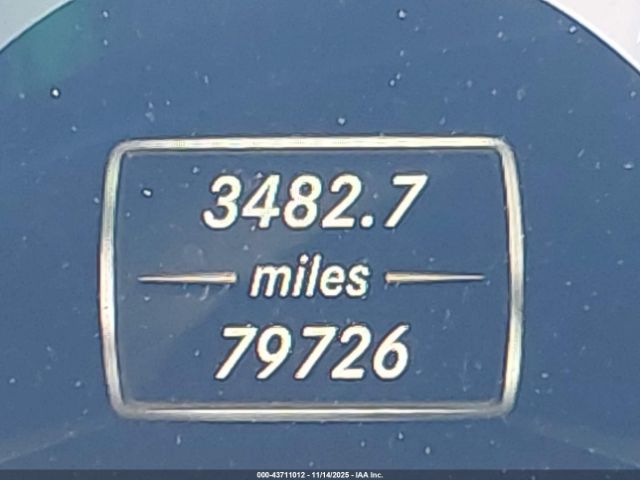 3482.7
miles
79726
000-43711012 - 11/14/2025 - IAA Inc.